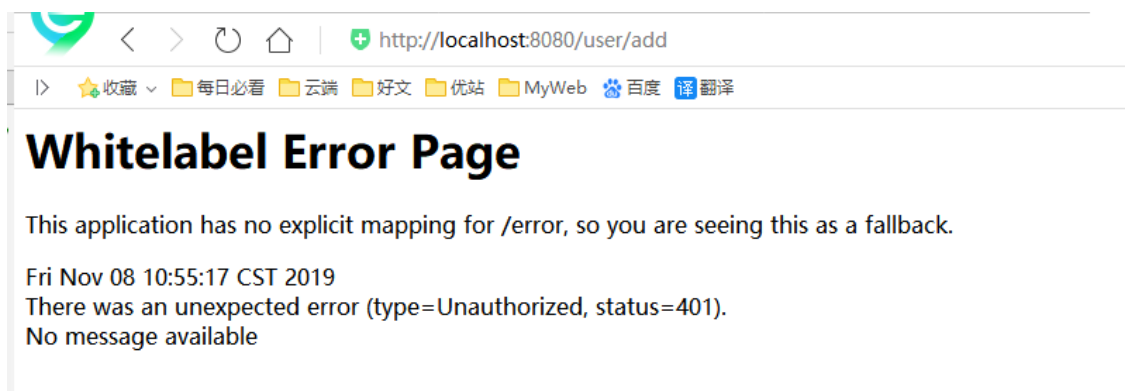 http://localhost:8080/user/add
收藏 每日必看 云端 好文 优站 MyWeb 百度 译 翻译
Whitelabel Error Page
This application has no explicit mapping for /error, so you are seeing this as a fallback.
Fri Nov 08 10:55:17 CST 2019
There was an unexpected error (type=Unauthorized, status=401).
No message available